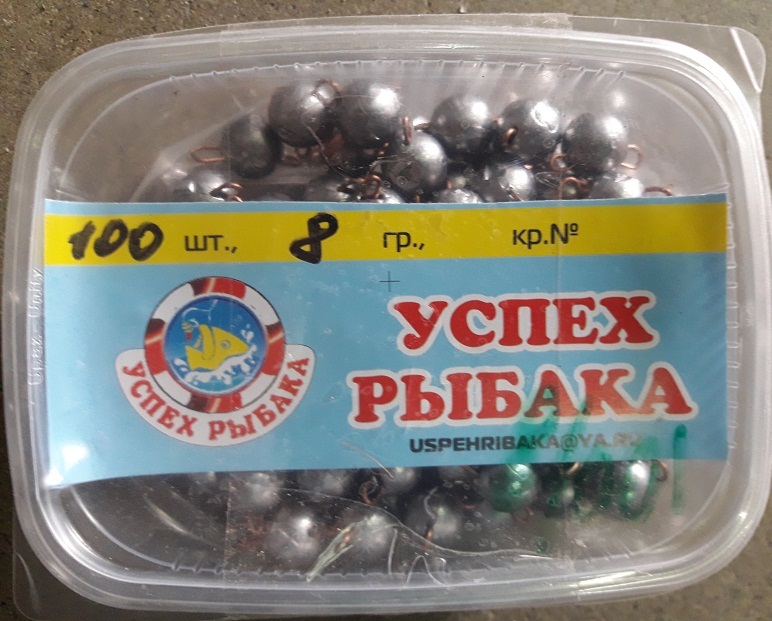 100 шт., 8 гр., кр.№
УСПЕХ
РЫБАКА
USPEHRIBAKA@YA.RU
УСПЕХ РЫБАКА